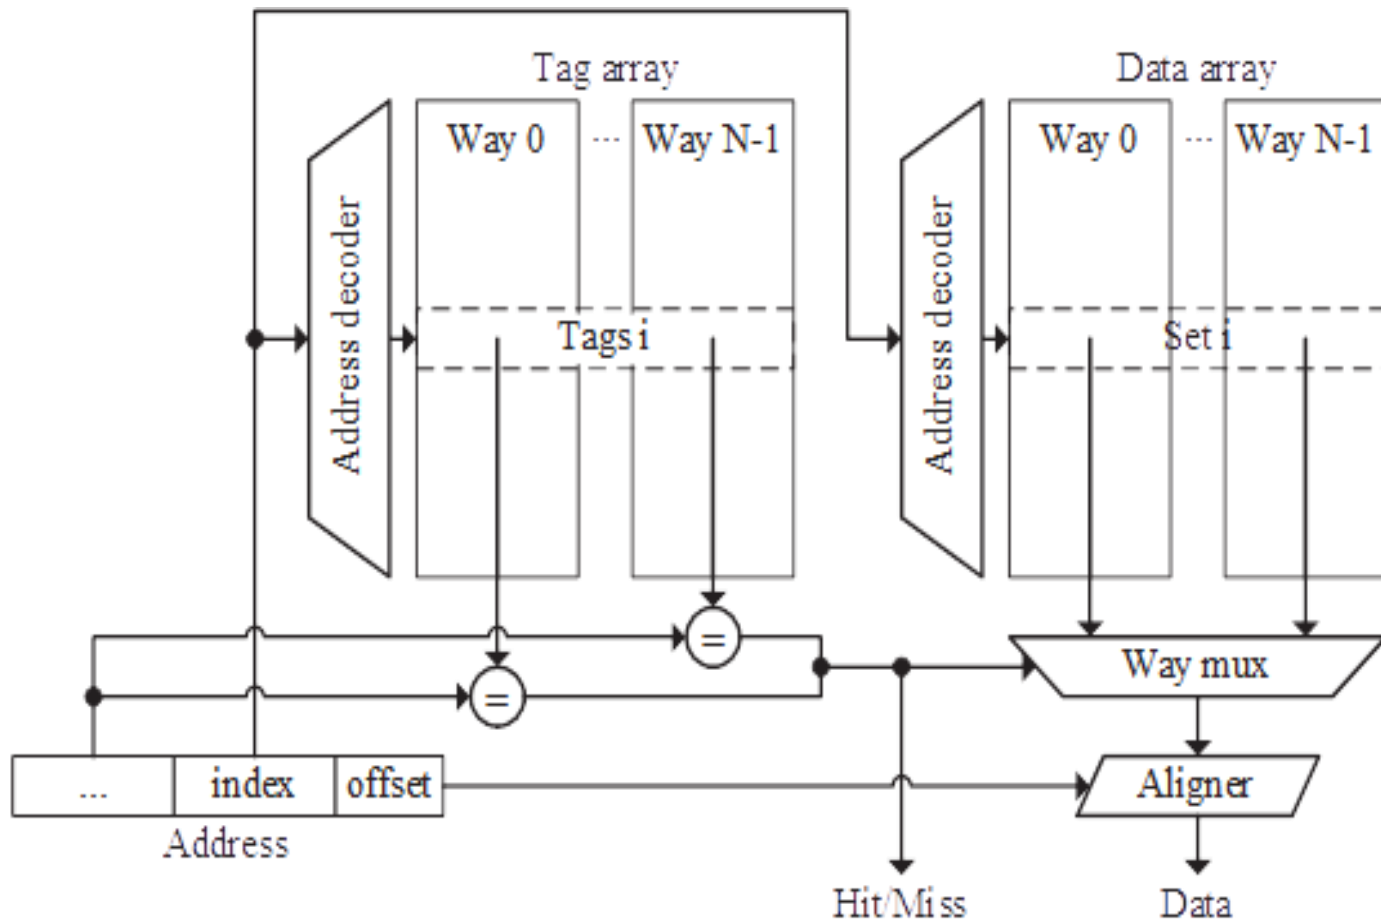 Tag array
Data array
Way 0 ... Way N-1
Way 0 ... Way N-1
Address decoder
Address decoder
Tags i
Set i
=
=
Way mux
... index offset
Aligner
Address
Hit/Miss
Data